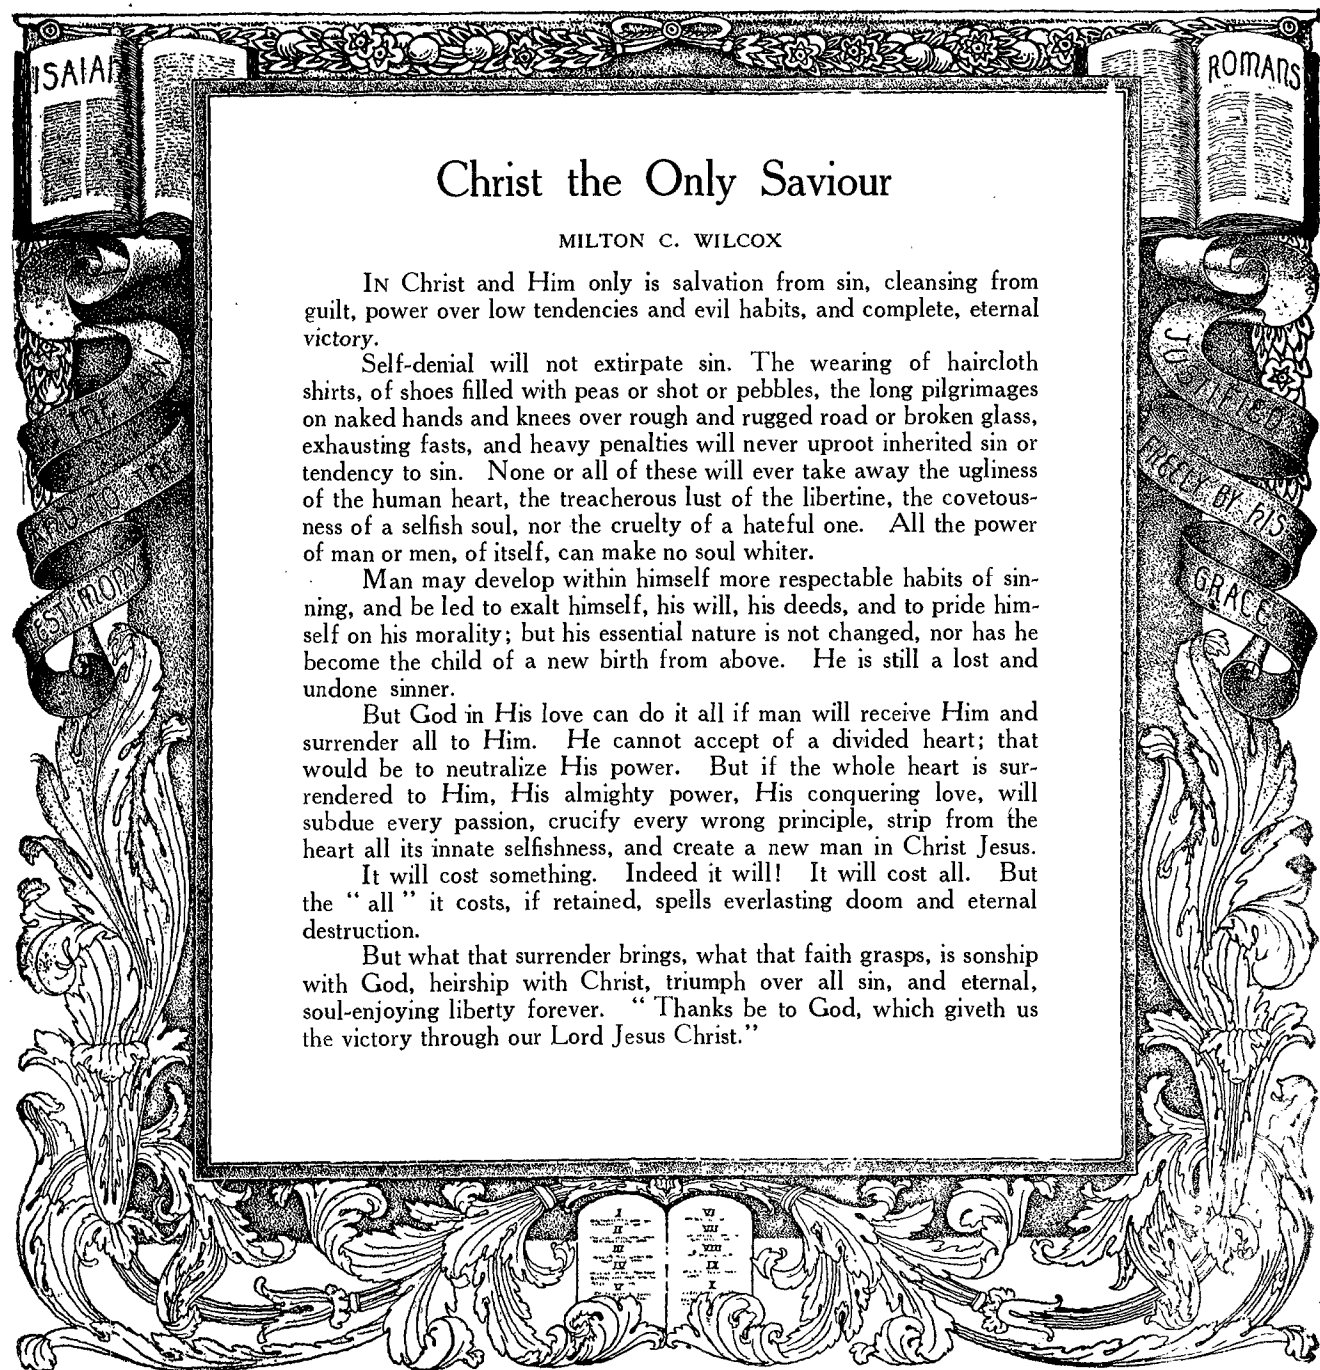 ISAIAH
ROMANS
Christ the Only Saviour
MILTON C. WILCOX
IN Christ and Him only is salvation from sin, cleansing from
guilt, power over low tendencies and evil habits, and complete, eternal
victory.
Self-denial will not extirpate sin. The wearing of haircloth
shirts, of shoes filled with peas or shot or pebbles, the long pilgrimages
on naked hands and knees over rough and rugged road or broken glass,
exhausting fasts, and heavy penalties will never uproot inherited sin or
tendency to sin. None or all of these will ever take away the ugliness
of the human heart, the treacherous lust of the libertine, the covetous-
ness of a selfish soul, nor the cruelty of a hateful one. All the power
of man or men, of itself, can make no soul whiter.
Man may develop within himself more respectable habits of sin-
ning, and be led to exalt himself, his will, his deeds, and to pride him-
self on his morality; but his essential nature is not changed, nor has he
become the child of a new birth from above. He is still a lost and
undone sinner.
But God in His love can do it all if man will receive Him and
surrender all to Him. He cannot accept of a divided heart; that
would be to neutralize His power. But if the whole heart is sur-
rendered to Him, His almighty power, His conquering love, will
subdue every passion, crucify every wrong principle, strip from the
heart all its innate selfishness, and create a new man in Christ Jesus.
It will cost something. Indeed it will! It will cost all. But
the " all " it costs, if retained, spells everlasting doom and eternal
destruction.
But what that surrender brings, what that faith grasps, is sonship
with God, heirship with Christ, triumph over all sin, and eternal,
soul-enjoying liberty forever. " Thanks be to God, which giveth us
the victory through our Lord Jesus Christ."
TO THE LAW
AND TO THE
TESTIMONY
JUSTIFIED
FREELY BY HIS
GRACE
I
II
III
IV
V
VI
VII
VIII
IX
X